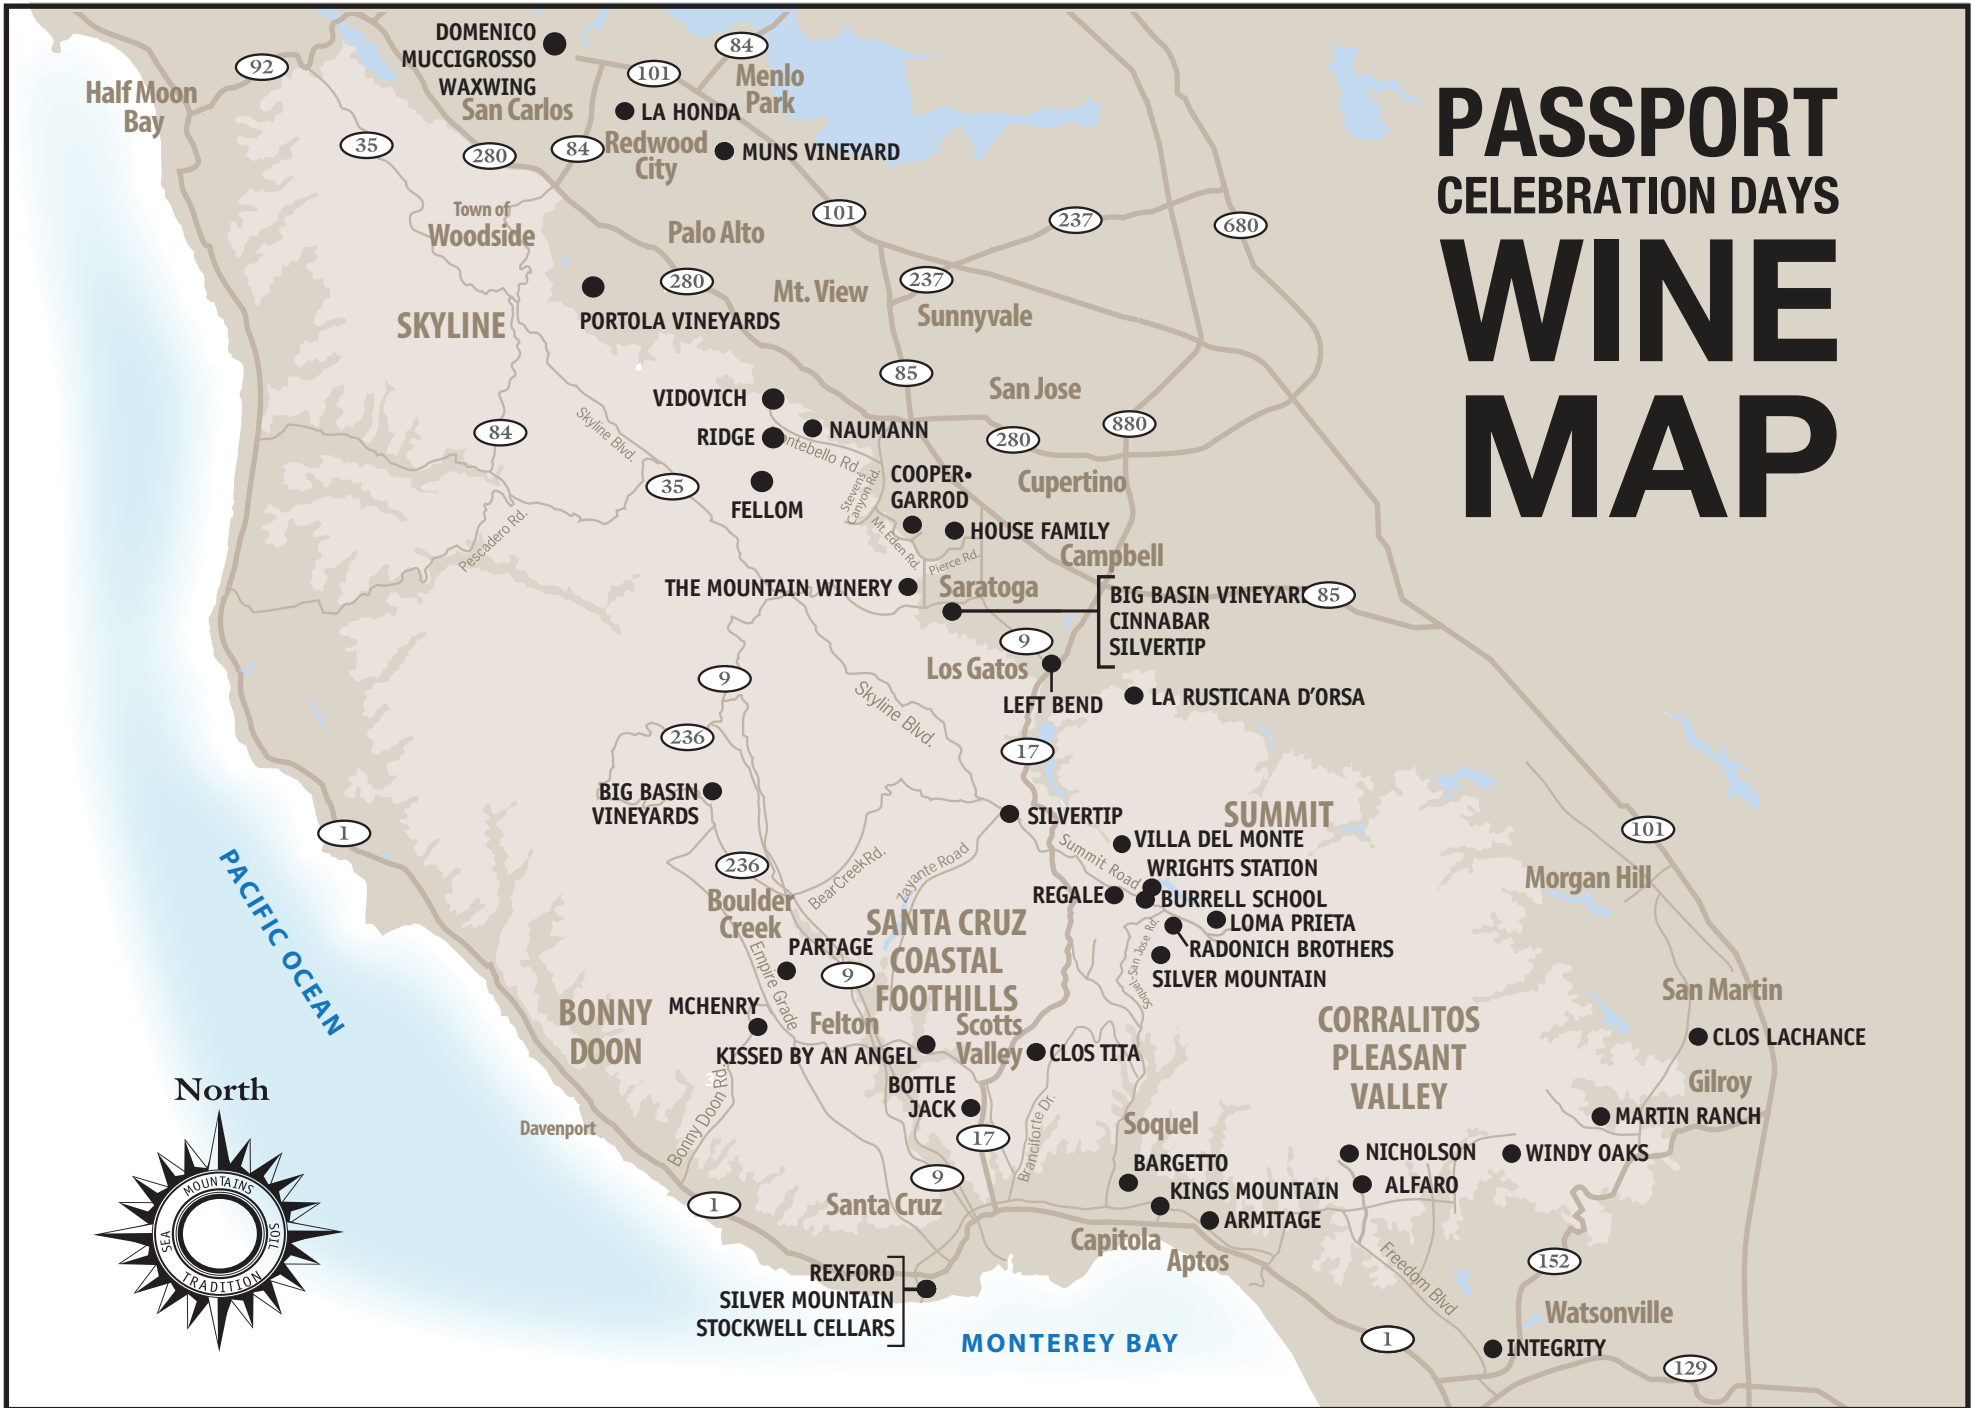 PASSPORT
CELEBRATION DAYS
WINE
MAP
DOMENICO
MUCCIGROSSO
WAXWING
San Carlos
92
Half Moon
Bay
84
101
Menlo
Park
LA HONDA
35
280
84
Redwood
City
MUNS VINEYARD
Town of
Woodside
101
237
680
Palo Alto
280
Mt. View
237
Sunnyvale
PORTOLA VINEYARDS
SKYLINE
85
San Jose
VIDOVICH
RIDGE
NAUMANN
ntebello Rd.
84
Skyline Blvd.
280
880
Cupertino
35
FELLOM
Stevens
Canyon Rd.
COOPER•
GARROD
HOUSE FAMILY
Mt. Eden Rd.
Pierce Rd.
Pescadero Rd.
Campbell
THE MOUNTAIN WINERY
Saratoga
BIG BASIN VINEYAR
85
CINNABAR
SILVERTIP
9
Los Gatos
LEFT BEND
LA RUSTICANA D'ORSA
9
236
Skyline Blvd.
17
BIG BASIN
VINEYARDS
SILVERTIP
SUMMIT
1
236
VILLA DEL MONTE
Summit Road
WRIGHTS STATION
REGALE
BURRELL SCHOOL
LOMA PRIETA
RADONICH BROTHERS
SILVER MOUNTAIN
101
Morgan Hill
Bear Creek Rd.
Zayante Road
Boulder
Creek
SANTA CRUZ
COASTAL
FOOTHILLS
Soquel-San Jose Rd.
PARTAGE
9
Empire Grade
PACIFIC OCEAN
BONNY
DOON
MCHENRY
Felton
Scotts
Valley
KISSED BY AN ANGEL
CLOS TITA
CORRALITOS
PLEASANT
VALLEY
San Martin
CLOS LACHANCE
Gilroy
MARTIN RANCH
North
MOUNTAINS
SOIL
TRADITION
SEA
3
Bonny Doon Rd.
Davenport
BOTTLE
JACK
17
Branciforte Dr.
Soquel
NICHOLSON
WINDY OAKS
BARGETTO
KINGS MOUNTAIN
ALFARO
ARMITAGE
9
1
Santa Cruz
Capitola
Aptos
Freedom Blvd
152
REXFORD
SILVER MOUNTAIN
STOCKWELL CELLARS
MONTEREY BAY
1
Watsonville
INTEGRITY
129